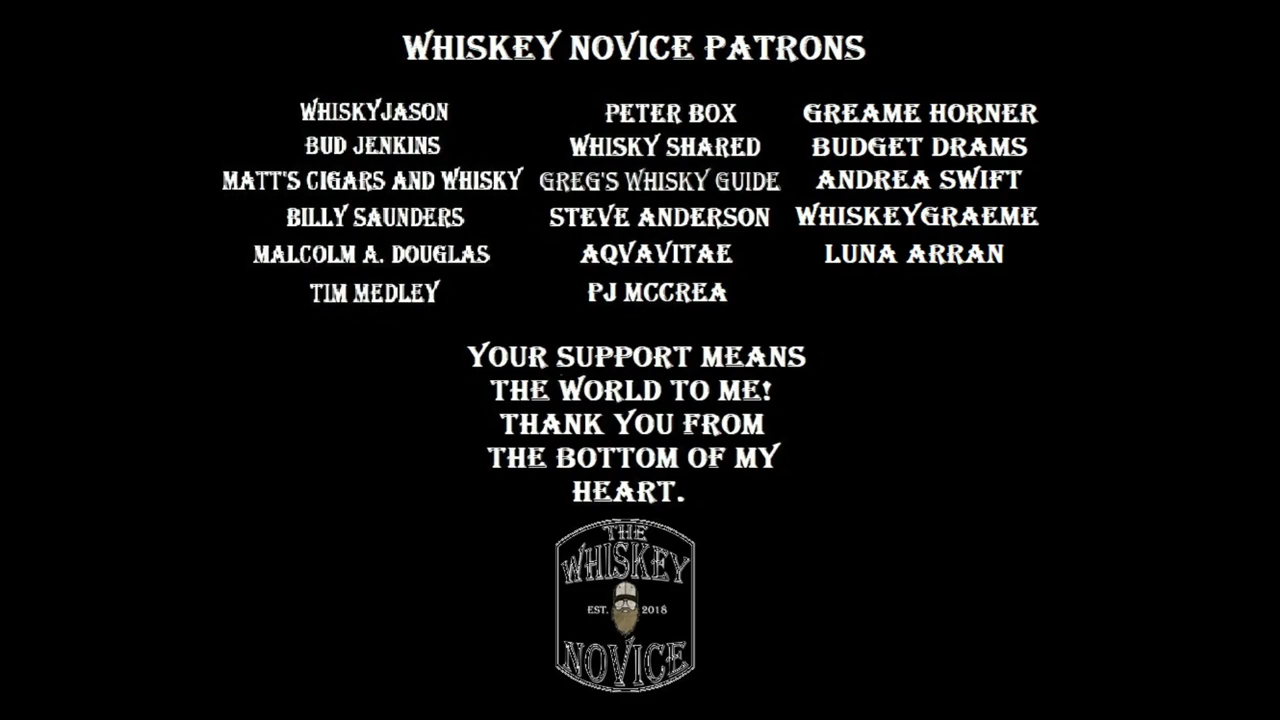 WHISKEY NOVICE PATRONS
WHISKYJASON
BUD JENKINS
MATT'S CIGARS AND WHISKY
BILLY SAUNDERS
MALCOLM A. DOUGLAS
TIM MEDLEY
PETER BOX
WHISKY SHARED
GREG'S WHISKY GUIDE
STEVE ANDERSON
AQVAVITAE
PJ MCCREA
GREAME HORNER
BUDGET DRAMS
ANDREA SWIFT
WHISKEYGRAEME
LUNA ARRAN
YOUR SUPPORT MEANS
THE WORLD TO ME!
THANK YOU FROM
THE BOTTOM OF MY
HEART.
THE
WHISKEY
EST. 2018
NOVICE